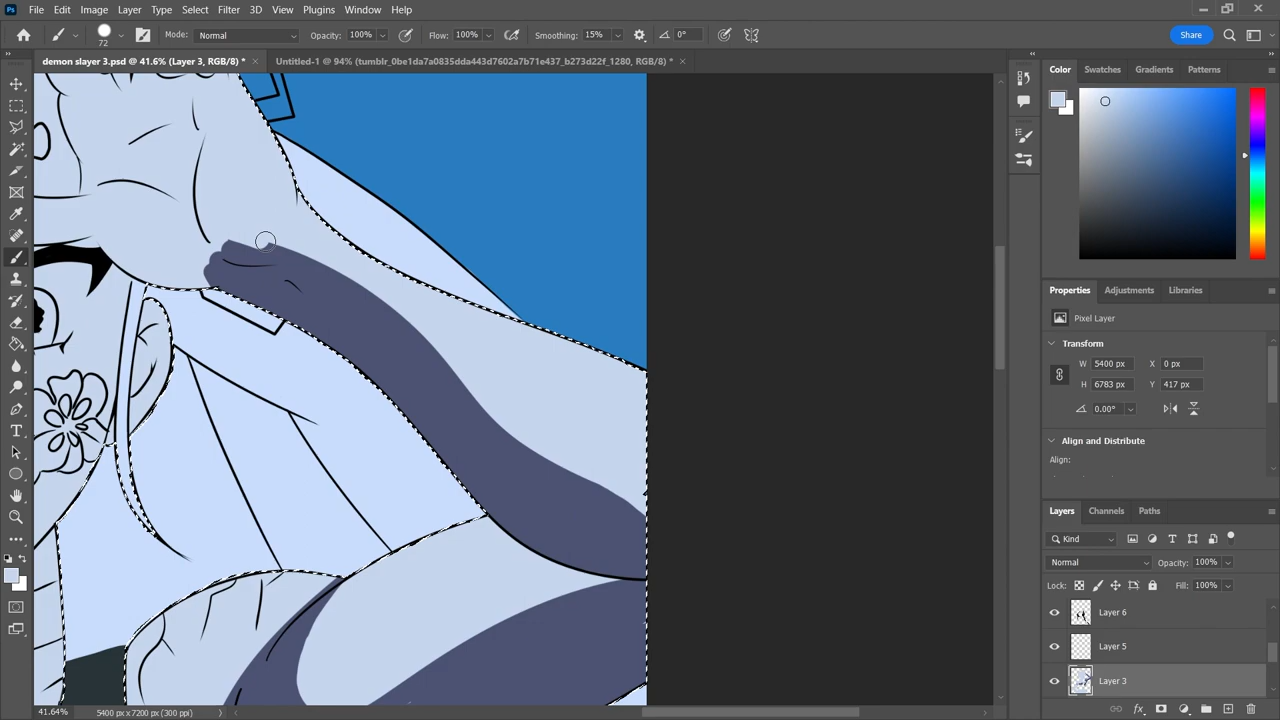 Ps File Edit Image Layer Type Select Filter 3D View Plugins Window Help
72 Mode: Normal Opacity: 100% Flow: 100% Smoothing: 15% 0° Share
demon slayer 3.psd @ 41.6% (Layer 3, RGB/8) * Untitled-1 @ 94% (tumblr_0be1da7a0835dda443d7602a7b71e437_b273d22f_1280, RGB/8) *
Color Swatches Gradients Patterns
Properties Adjustments Libraries
Pixel Layer
Transform
W 5400 px X 0 px
H 6783 px Y 417 px
0.00°
Align and Distribute
Align:
Layers Channels Paths
Kind
Normal Opacity: 100%
Lock: Fill: 100%
Layer 6
Layer 5
Layer 3
41.64% 5400 px x 7200 px (300 ppi)